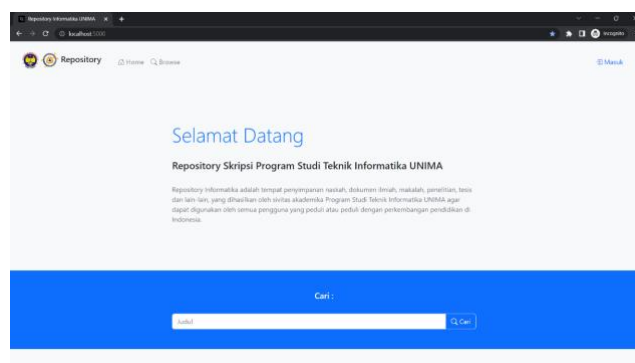 Repository Informatika UNIMA
localhost:5000
Incognito
Repository
Home
Browse
Masuk
Selamat Datang
Repository Skripsi Program Studi Teknik Informatika UNIMA
Repository Informatika adalah tempat penyimpanan naskah, dokumen ilmiah, makalah, penelitian, tesis
dan lain-lain, yang dihasilkan oleh sivitas akademika Program Studi Teknik Informatika UNIMA agar
dapat digunakan oleh semua pengguna yang peduli atau peduli dengan perkembangan pendidikan di
Indonesia.
Cari :
Judul
Cari